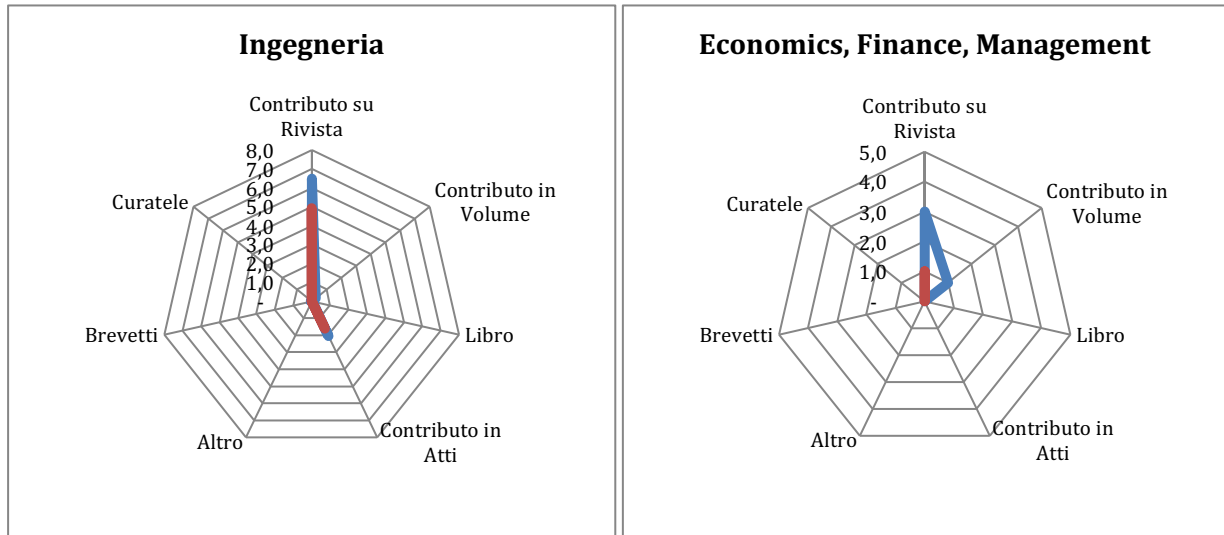 Ingegneria
Contributo su
Rivista
8,0
7,0
6,0
5,0
4,0
3,0
2,0
1,0
-
Contributo in
Volume
Libro
Contributo in
Atti
Altro
Brevetti
Curatele
Economics, Finance, Management
Contributo su
Rivista
5,0
4,0
3,0
2,0
1,0
-
Contributo in
Volume
Libro
Contributo in
Atti
Altro
Brevetti
Curatele